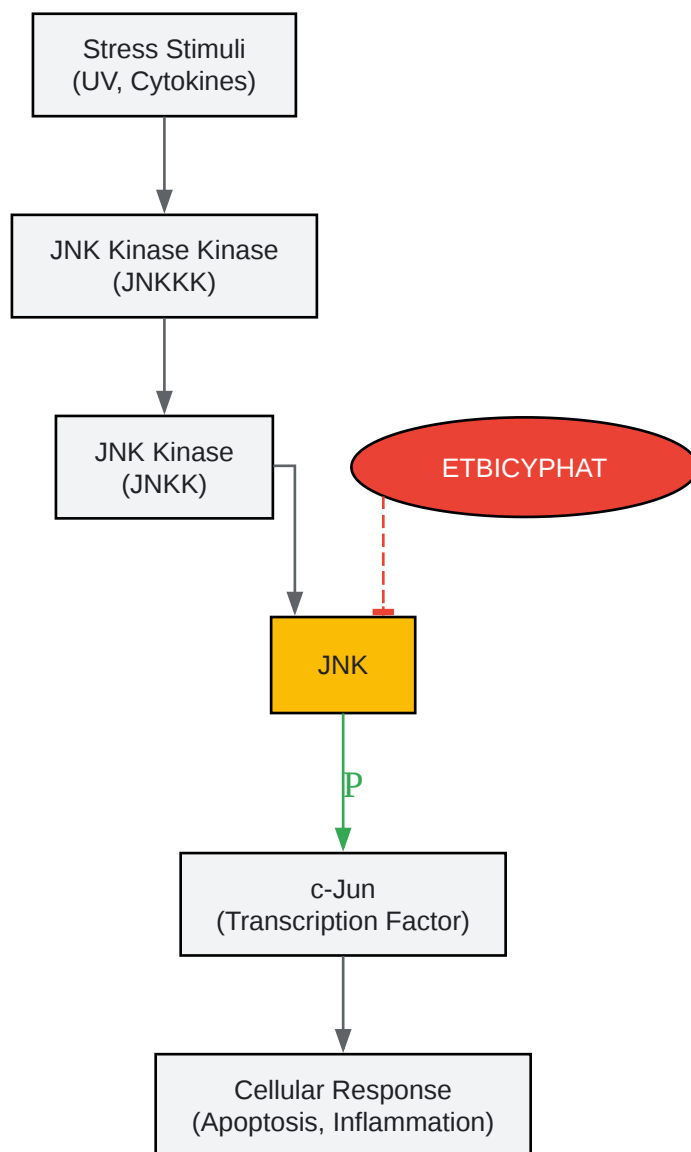 Stress Stimuli
(UV, Cytokines)
JNK Kinase Kinase
(JNKKK)
JNK Kinase
(JNKK)
ETBICYPHAT
JNK
P
c-Jun
(Transcription Factor)
Cellular Response
(Apoptosis, Inflammation)